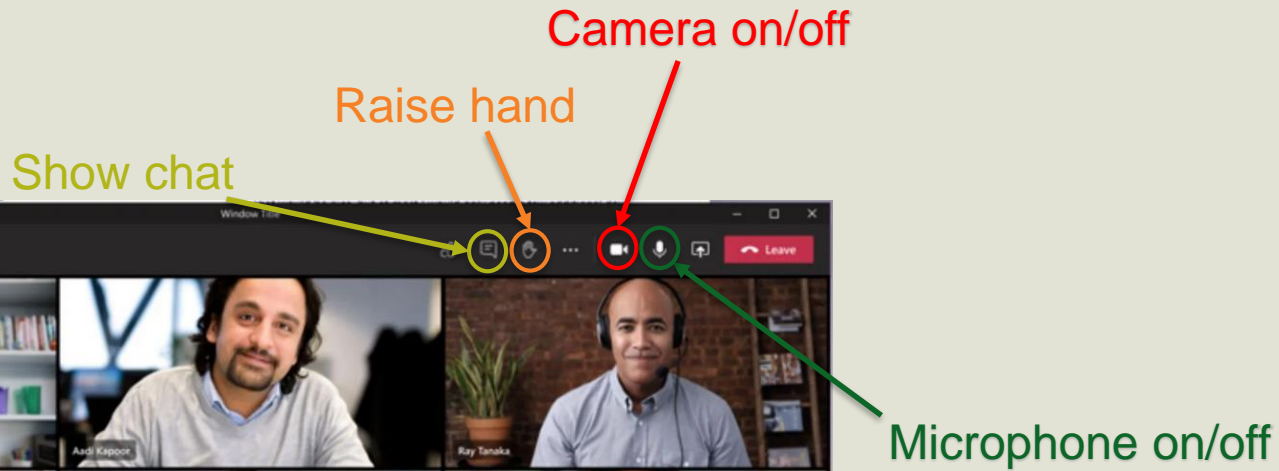 Camera on/off
Raise hand
Show chat
Window Title
Leave
Aadi Kapoor
Ray Tanaka
Microphone on/off